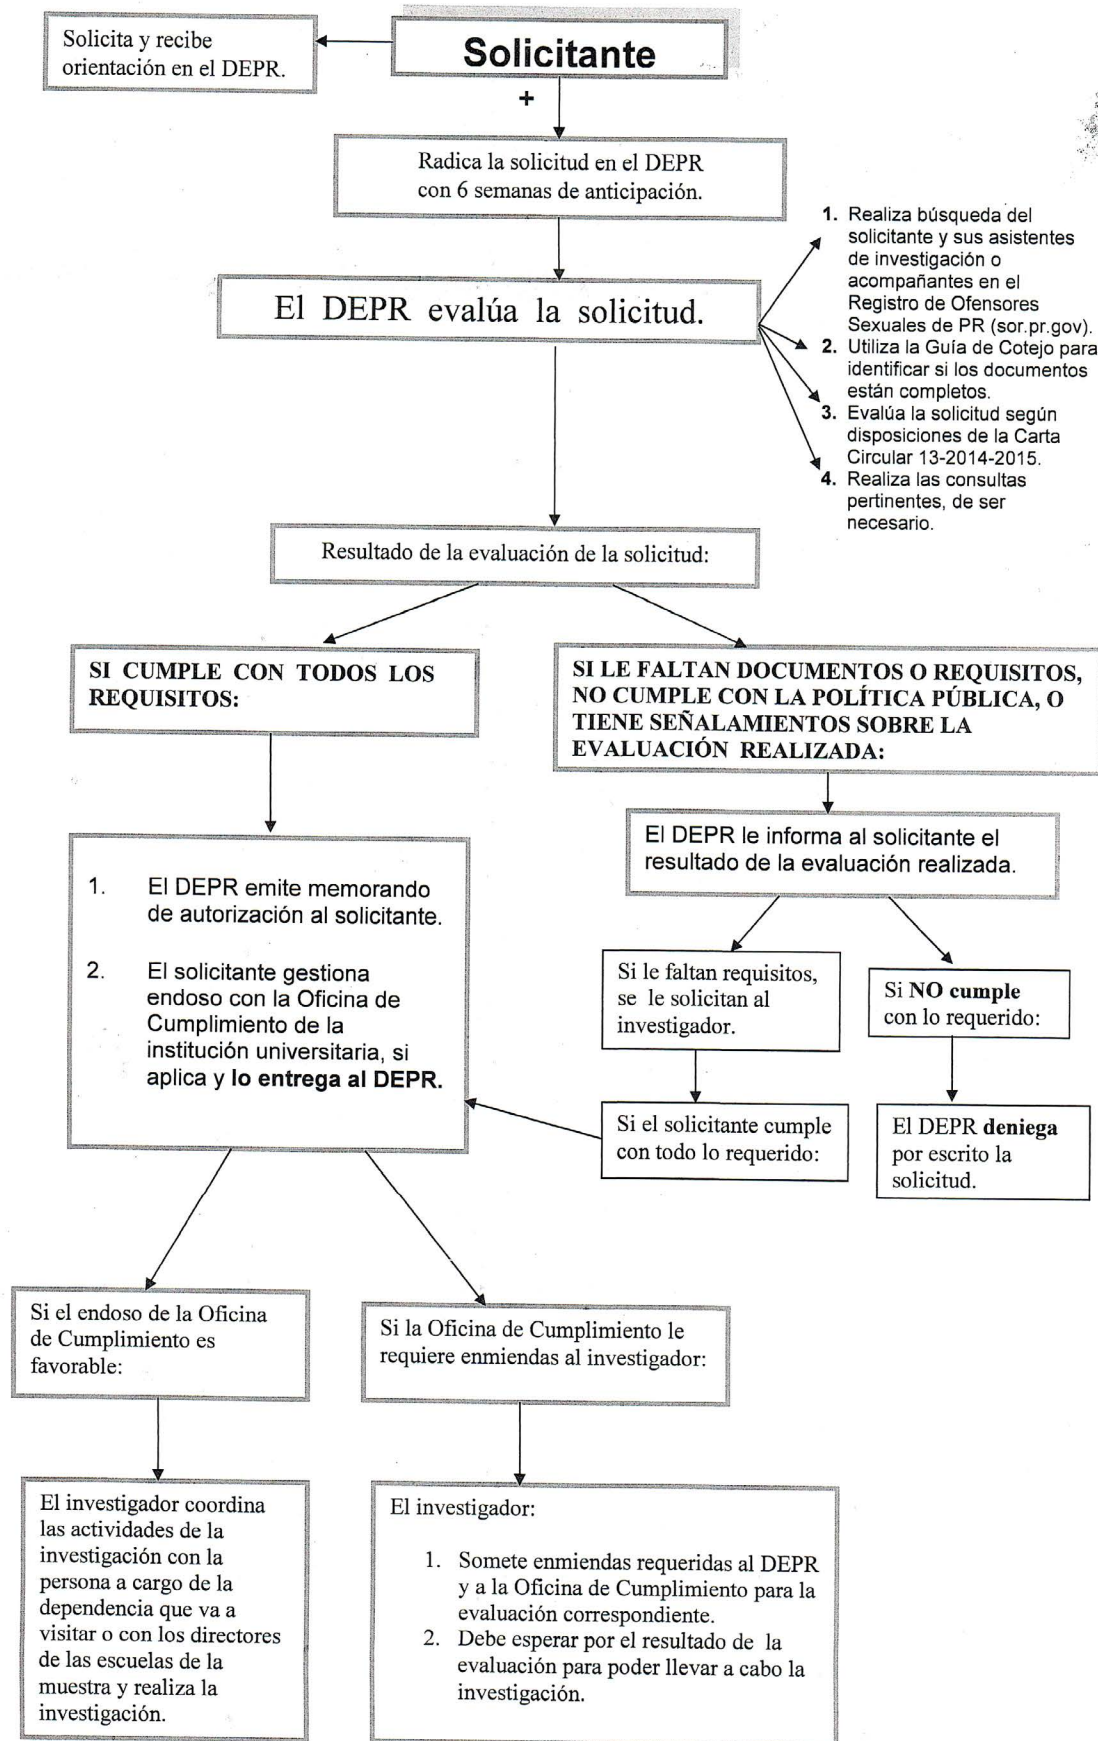 Solicita y recibe
orientación en el DEPR.
Solicitante
+
Radica la solicitud en el DEPR
con 6 semanas de anticipación.
El DEPR evalúa la solicitud.
1. Realiza búsqueda del
solicitante y sus asistentes
de investigación o
acompañantes en el
Registro de Ofensores
Sexuales de PR (sor.pr.gov).
2. Utiliza la Guía de Cotejo para
identificar si los documentos
están completos.
3. Evalúa la solicitud según
disposiciones de la Carta
Circular 13-2014-2015.
4. Realiza las consultas
pertinentes, de ser
necesario.
Resultado de la evaluación de la solicitud:
SI CUMPLE CON TODOS LOS
REQUISITOS:
SI LE FALTAN DOCUMENTOS O REQUISITOS,
NO CUMPLE CON LA POLÍTICA PÚBLICA, O
TIENE SEÑALAMIENTOS SOBRE LA
EVALUACIÓN REALIZADA:
1. El DEPR emite memorando
de autorización al solicitante.
2. El solicitante gestiona
endoso con la Oficina de
Cumplimiento de la
institución universitaria, si
aplica y lo entrega al DEPR.
El DEPR le informa al solicitante el
resultado de la evaluación realizada.
Si le faltan requisitos,
se le solicitan al
investigador.
Si NO cumple
con lo requerido:
Si el solicitante cumple
con todo lo requerido:
El DEPR deniega
por escrito la
solicitud.
Si el endoso de la Oficina
de Cumplimiento es
favorable:
Si la Oficina de Cumplimiento le
requiere enmiendas al investigador:
El investigador coordina
las actividades de la
investigación con la
persona a cargo de la
dependencia que va a
visitar o con los directores
de las escuelas de la
muestra y realiza la
investigación.
El investigador:
1. Somete enmiendas requeridas al DEPR
y a la Oficina de Cumplimiento para la
evaluación correspondiente.
2. Debe esperar por el resultado de la
evaluación para poder llevar a cabo la
investigación.